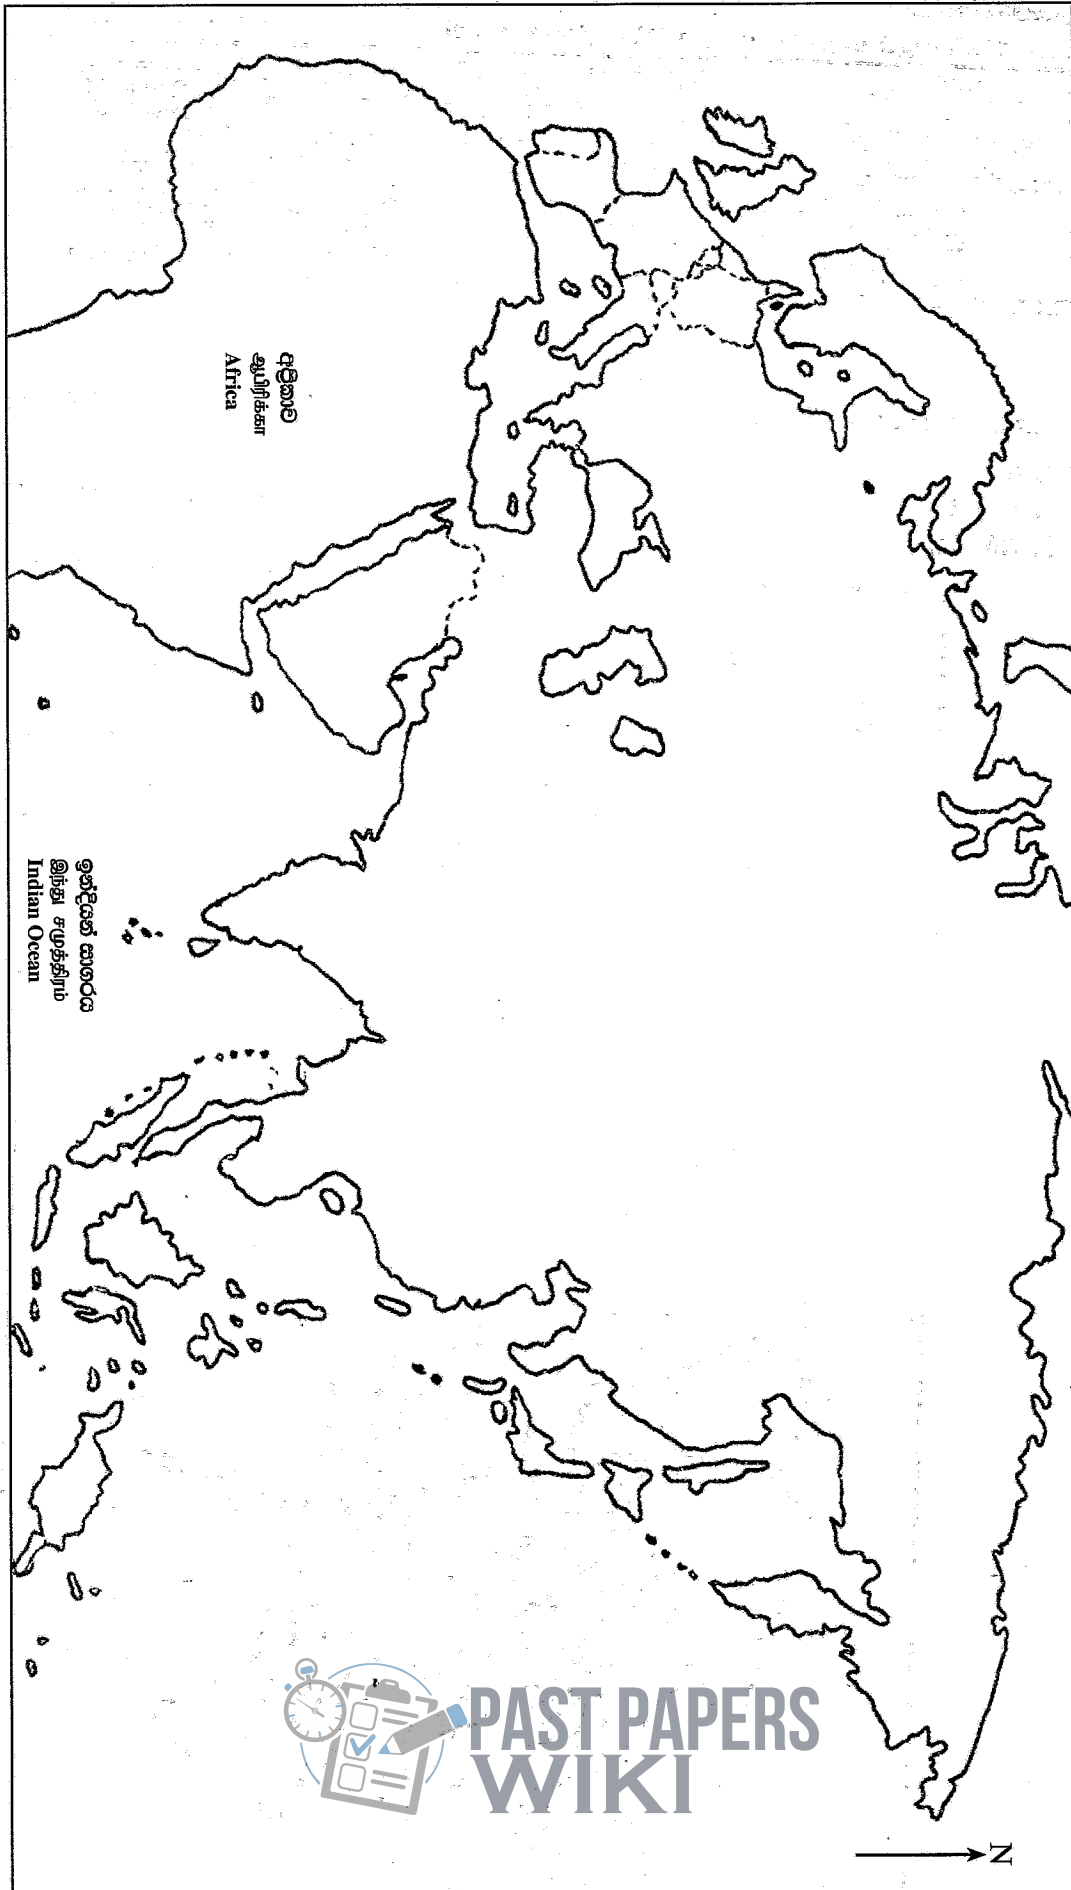 අප්‍රිකාව
ஆபிரிக்கா
Africa
ඉන්දියන් සාගරය
இந்து சமுத்திரம்
Indian Ocean
N
PAST PAPERS
WIKI